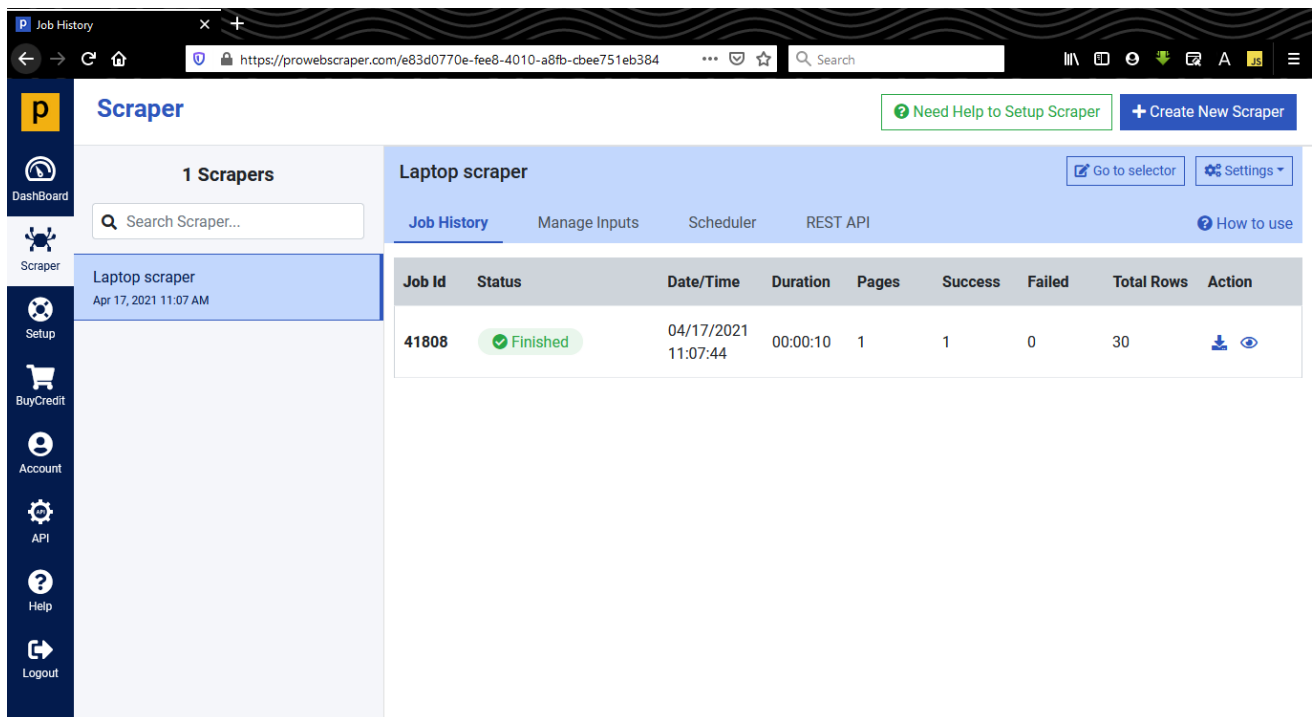 P Job History
https://prowebscraper.com/e83d0770e-fee8-4010-a8fb-cbee751eb384
Search
A
JS
p
Scraper
Need Help to Setup Scraper
+ Create New Scraper
DashBoard
Scraper
Setup
BuyCredit
Account
API
API
Help
Logout
1 Scrapers
Search Scraper...
Laptop scraper
Apr 17, 2021 11:07 AM
Laptop scraper
Go to selector
Settings
Job History Manage Inputs Scheduler REST API
How to use
Job Id Status Date/Time Duration Pages Success Failed Total Rows Action
41808 Finished 04/17/2021 11:07:44 00:00:10 1 1 0 30